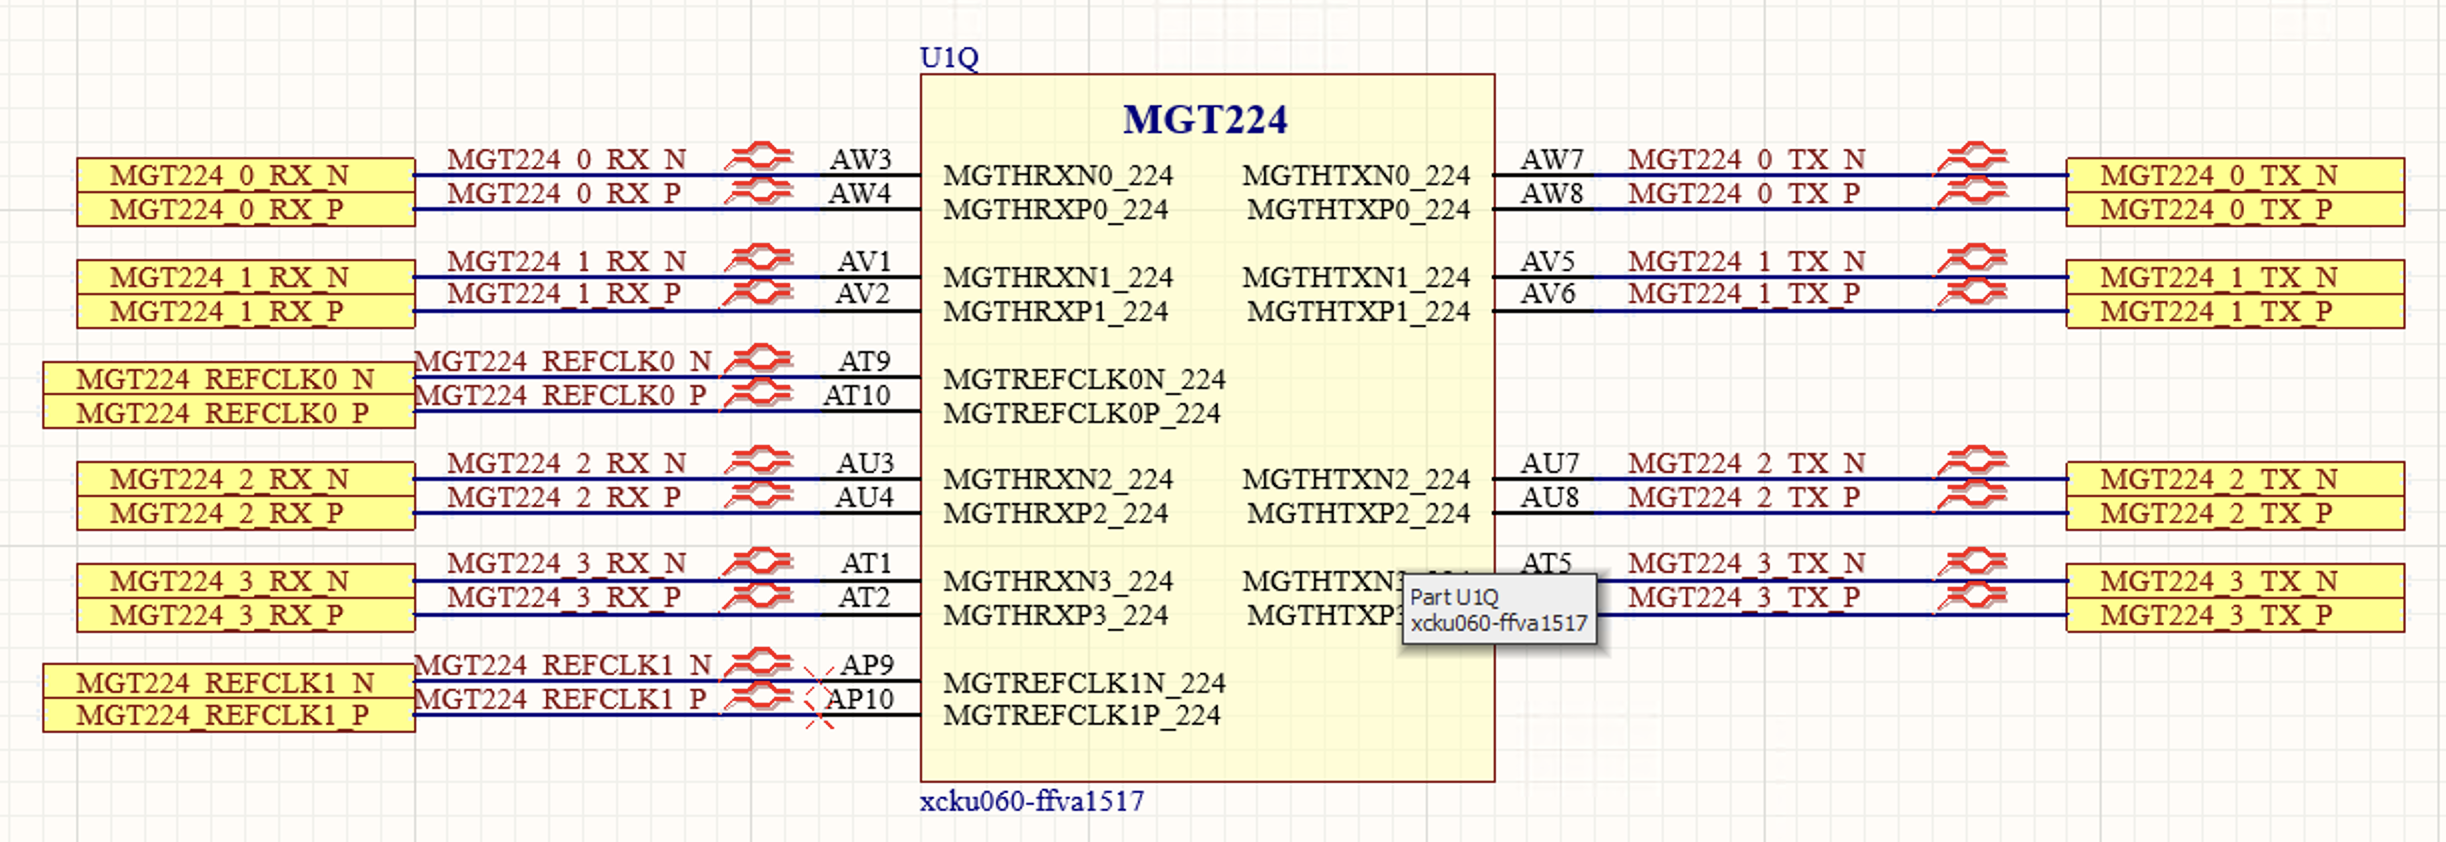 U1Q
MGT224
MGT224_0_RX_N MGT224_0_RX_N AW3 MGTHRXN0_224 MGTHTXN0_224 AW7 MGT224_0_TX_N MGT224_0_TX_N
MGT224_0_RX_P MGT224_0_RX_P AW4 MGTHRXP0_224 MGTHTXP0_224 AW8 MGT224_0_TX_P MGT224_0_TX_P
MGT224_1_RX_N MGT224_1_RX_N AV1 MGTHRXN1_224 MGTHTXN1_224 AV5 MGT224_1_TX_N MGT224_1_TX_N
MGT224_1_RX_P MGT224_1_RX_P AV2 MGTHRXP1_224 MGTHTXP1_224 AV6 MGT224_1_TX_P MGT224_1_TX_P
MGT224_REFCLK0_N MGT224_REFCLK0_N AT9 MGTREFCLK0N_224
MGT224_REFCLK0_P MGT224_REFCLK0_P AT10 MGTREFCLK0P_224
MGT224_2_RX_N MGT224_2_RX_N AU3 MGTHRXN2_224 MGTHTXN2_224 AU7 MGT224_2_TX_N MGT224_2_TX_N
MGT224_2_RX_P MGT224_2_RX_P AU4 MGTHRXP2_224 MGTHTXP2_224 AU8 MGT224_2_TX_P MGT224_2_TX_P
MGT224_3_RX_N MGT224_3_RX_N AT1 MGTHRXN3_224 AT5 MGT224_3_TX_N MGT224_3_TX_N
MGT224_3_RX_P MGT224_3_RX_P AT2 MGTHRXP3_224 MGT224_3_TX_P MGT224_3_TX_P
Part U1Q
xcku060-ffva1517
MGT224_REFCLK1_N MGT224_REFCLK1_N AP9 MGTREFCLK1N_224
MGT224_REFCLK1_P MGT224_REFCLK1_P AP10 MGTREFCLK1P_224
xcku060-ffva1517